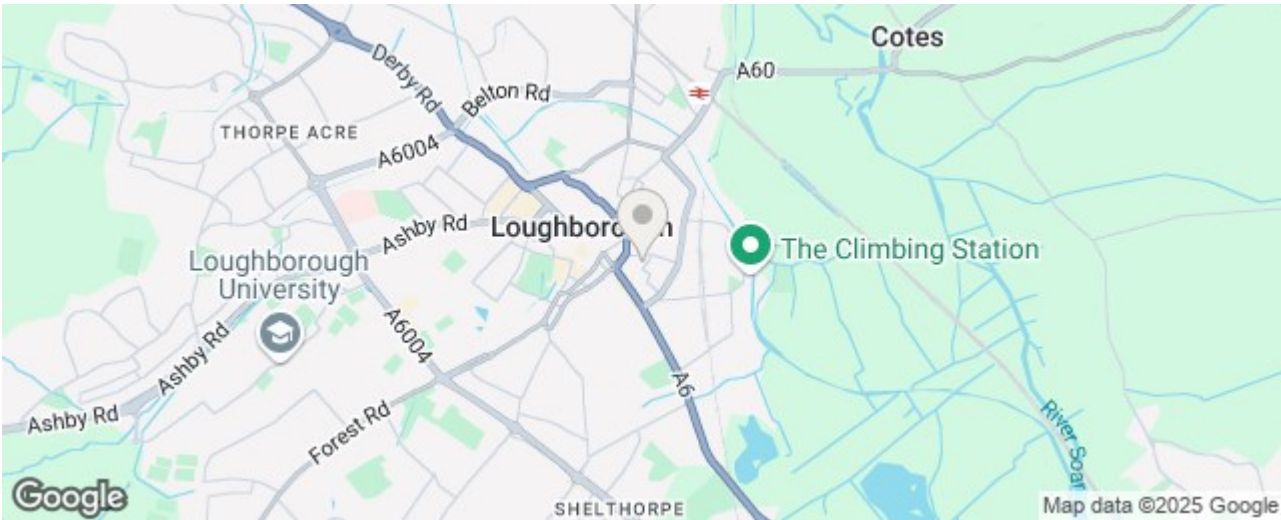 Cotes
Derby Rd
A60
Belton Rd
THORPE ACRE
A6004
Ashby Rd
Loughborough
Loughborough
University
The Climbing Station
A6004
Ashby Rd
A6
Ashby Rd
Forest Rd
River Soar
SHELTHORPE
Google
Map data ©2025 Google